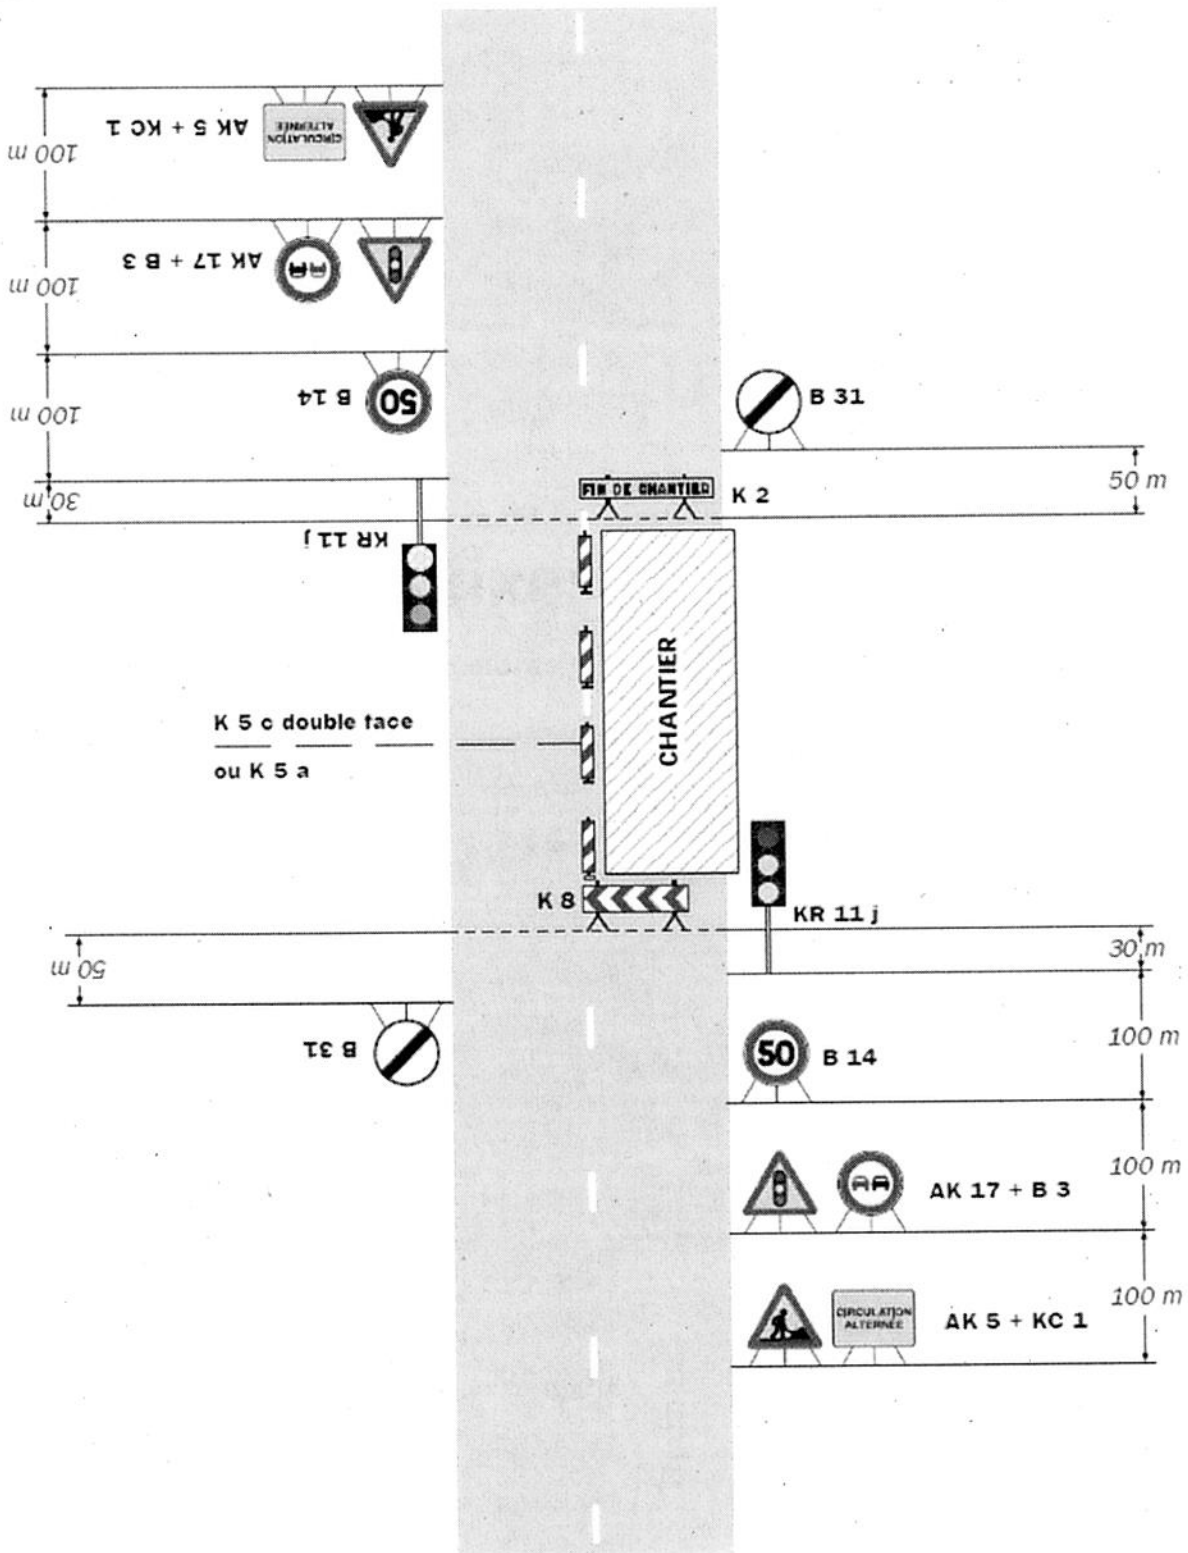 AK 5 + KC 1
CIRCULATION
ALTERNÉE
100 m
AK 17 + B 3
100 m
B 14
50
100 m
B 31
30 m
KR 11 j
FIN DE CHANTIER
K 2
50 m
CHANTIER
K 5 c double face
ou K 5 a
K 8
KR 11 j
50 m
30 m
B 31
50
B 14
100 m
AK 17 + B 3
100 m
CIRCULATION
ALTERNÉE
AK 5 + KC 1
100 m